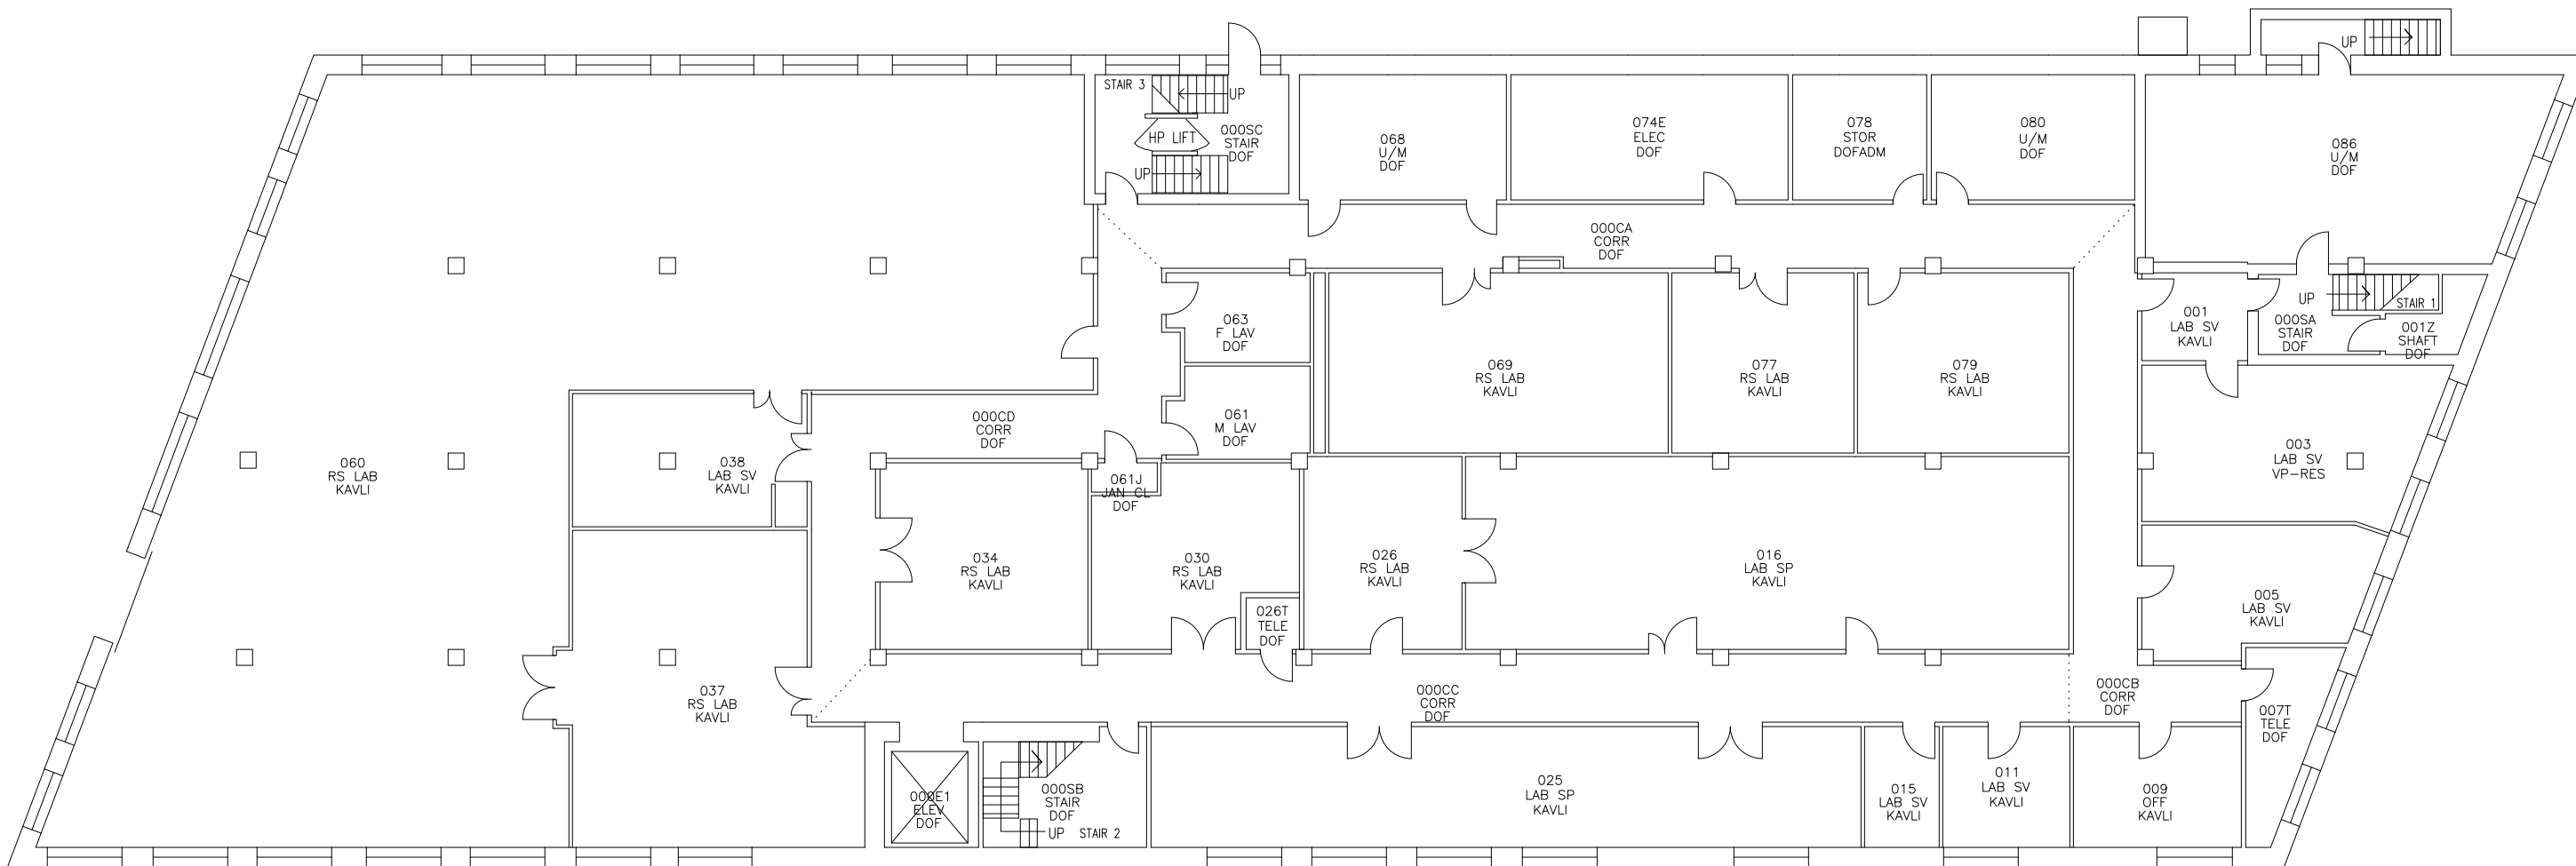 UP
STAIR 3
UP
HP LIFT
000SC
STAIR
DOF
UP
068
U/M
DOF
074E
ELEC
DOF
078
STOR
DOFADM
080
U/M
DOF
086
U/M
DOF
000CA
CORR
DOF
UP
STAIR 1
001
LAB SV
KAVLI
000SA
STAIR
DOF
001Z
SHAFT
DOF
063
F LAV
DOF
069
RS LAB
KAVLI
077
RS LAB
KAVLI
079
RS LAB
KAVLI
000CD
CORR
DOF
061
M LAV
DOF
060
RS LAB
KAVLI
038
LAB SV
KAVLI
061J
JAN CL
DOF
003
LAB SV
VP-RES
034
RS LAB
KAVLI
030
RS LAB
KAVLI
026
RS LAB
KAVLI
016
LAB SP
KAVLI
026T
TELE
DOF
005
LAB SV
KAVLI
037
RS LAB
KAVLI
000CC
CORR
DOF
000CB
CORR
DOF
007T
TELE
DOF
000E1
ELEV
DOF
000SB
STAIR
DOF
UP
STAIR 2
025
LAB SP
KAVLI
015
LAB SV
KAVLI
011
LAB SV
KAVLI
009
OFF
KAVLI